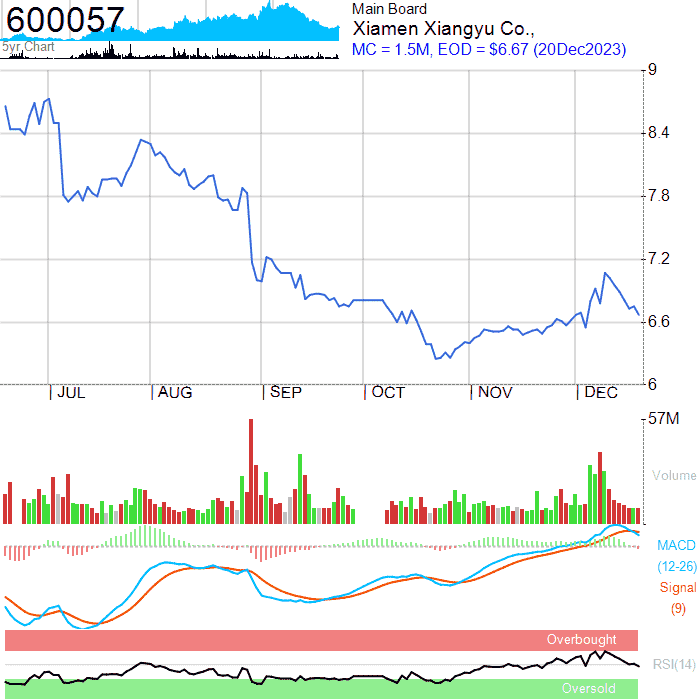 600057
5yr Chart
Main Board
Xiamen Xiangyu Co.,
MC = 1.5M, EOD = $6.67 (20Dec2023)
9
8.4
7.8
7.2
6.6
6
JUL AUG SEP OCT NOV DEC
57M
Volume
MACD
(12-26)
Signal
(9)
Overbought
RSI(14)
Oversold